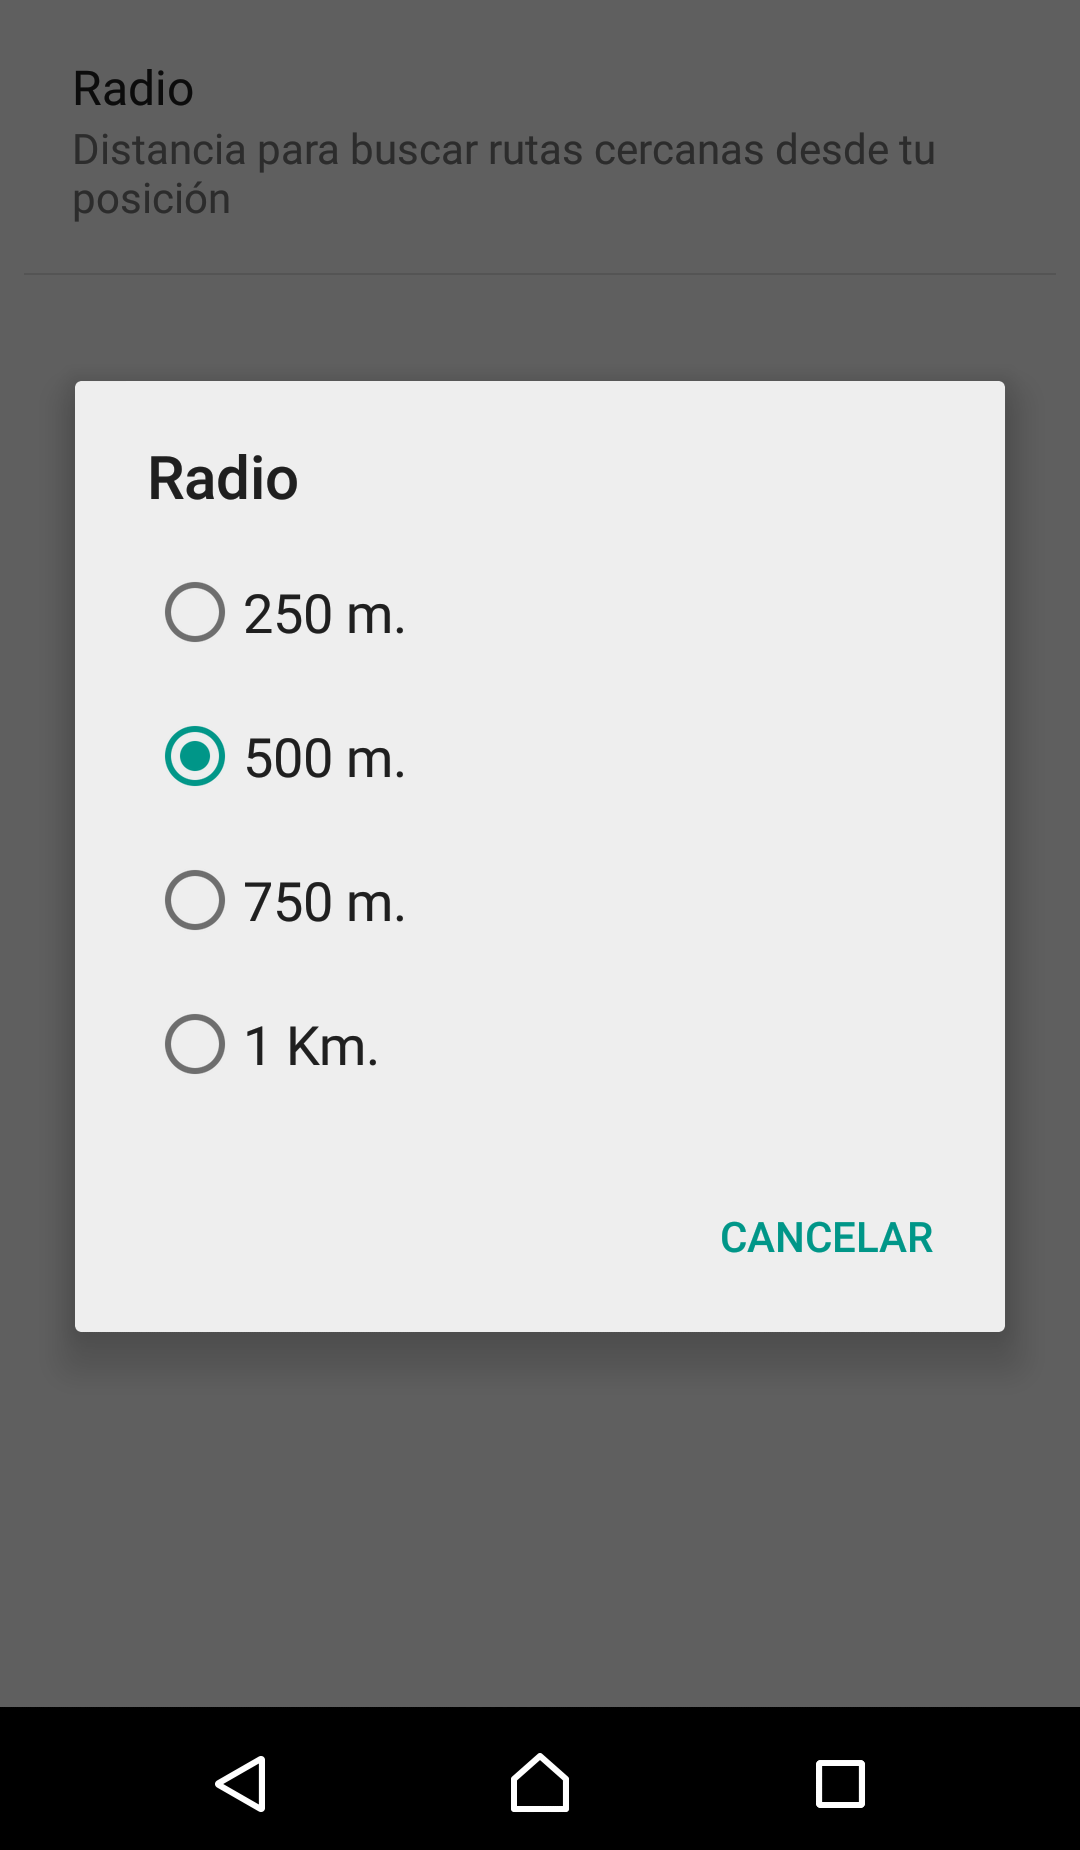 Radio
Distancia para buscar rutas cercanas desde tu
posición
Radio
250 m.
500 m.
750 m.
1 Km.
CANCELAR